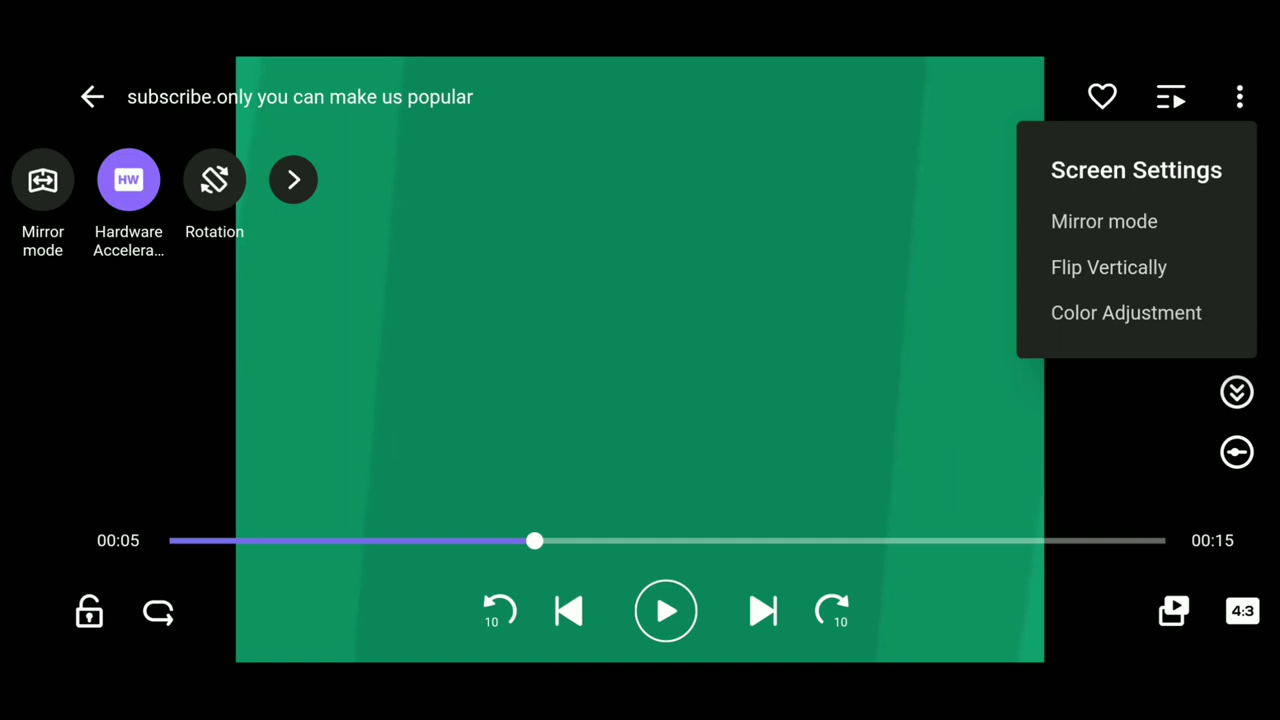 subscribe.only you can make us popular
Mirror
mode
HW
Hardware
Accelera...
Rotation
Screen Settings
Mirror mode
Flip Vertically
Color Adjustment
00:05
00:15
10
10
4:3